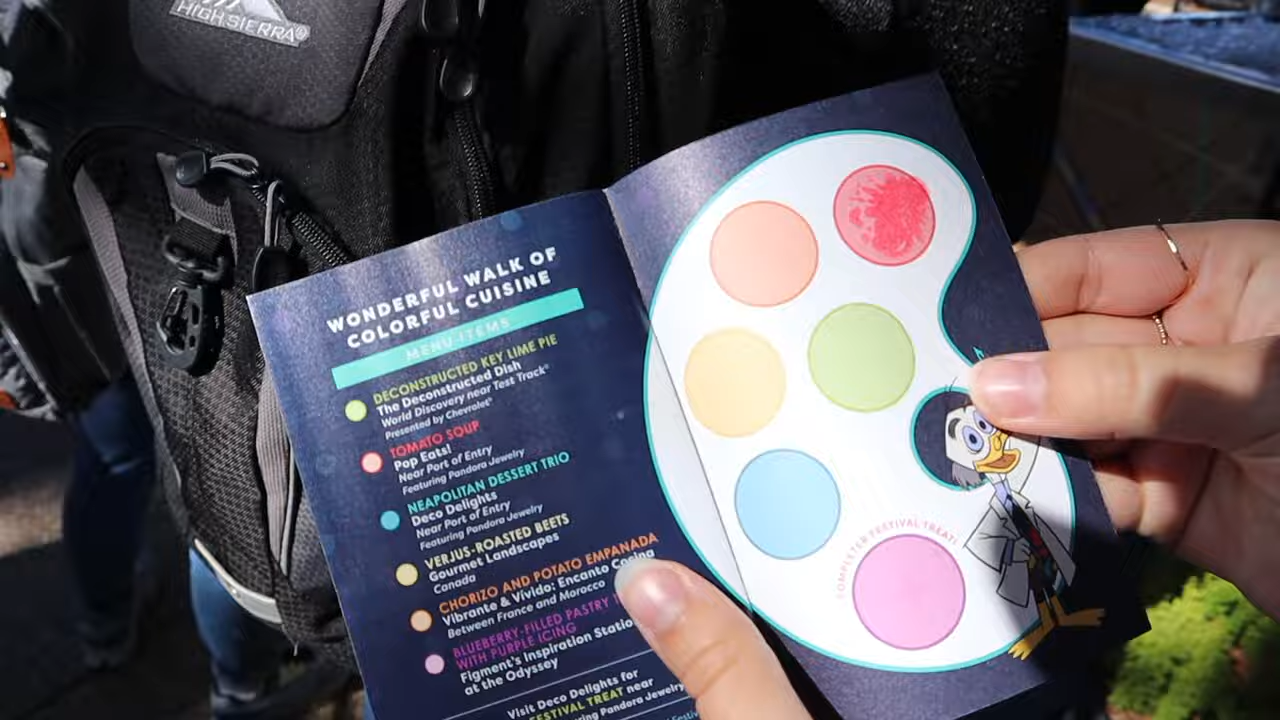 HIGH SIERRA®
WONDERFUL WALK OF
COLORFUL CUISINE
MENU ITEMS
DECONSTRUCTED KEY LIME PIE
The Deconstructed Dish
World Discovery near Test Track®
Presented by Chevrolet®
TOMATO SOUP
Pop Eats!
Near Port of Entry
Featuring Pandora Jewelry
NEAPOLITAN DESSERT TRIO
Deco Delights
Near Port of Entry
Featuring Pandora Jewelry
VERJUS-ROASTED BEETS
Gourmet Landscapes
Canada
CHORIZO AND POTATO EMPANADA
Vibrante & Vívido: Encanto Cocina
Between France and Morocco
BLUEBERRY-FILLED PASTRY
WITH PURPLE ICING
Figment's Inspiration Station
at the Odyssey
Visit Deco Delights for
FESTIVAL TREAT near
Pandora Jewelry
COMPLETER FESTIVAL TREAT!